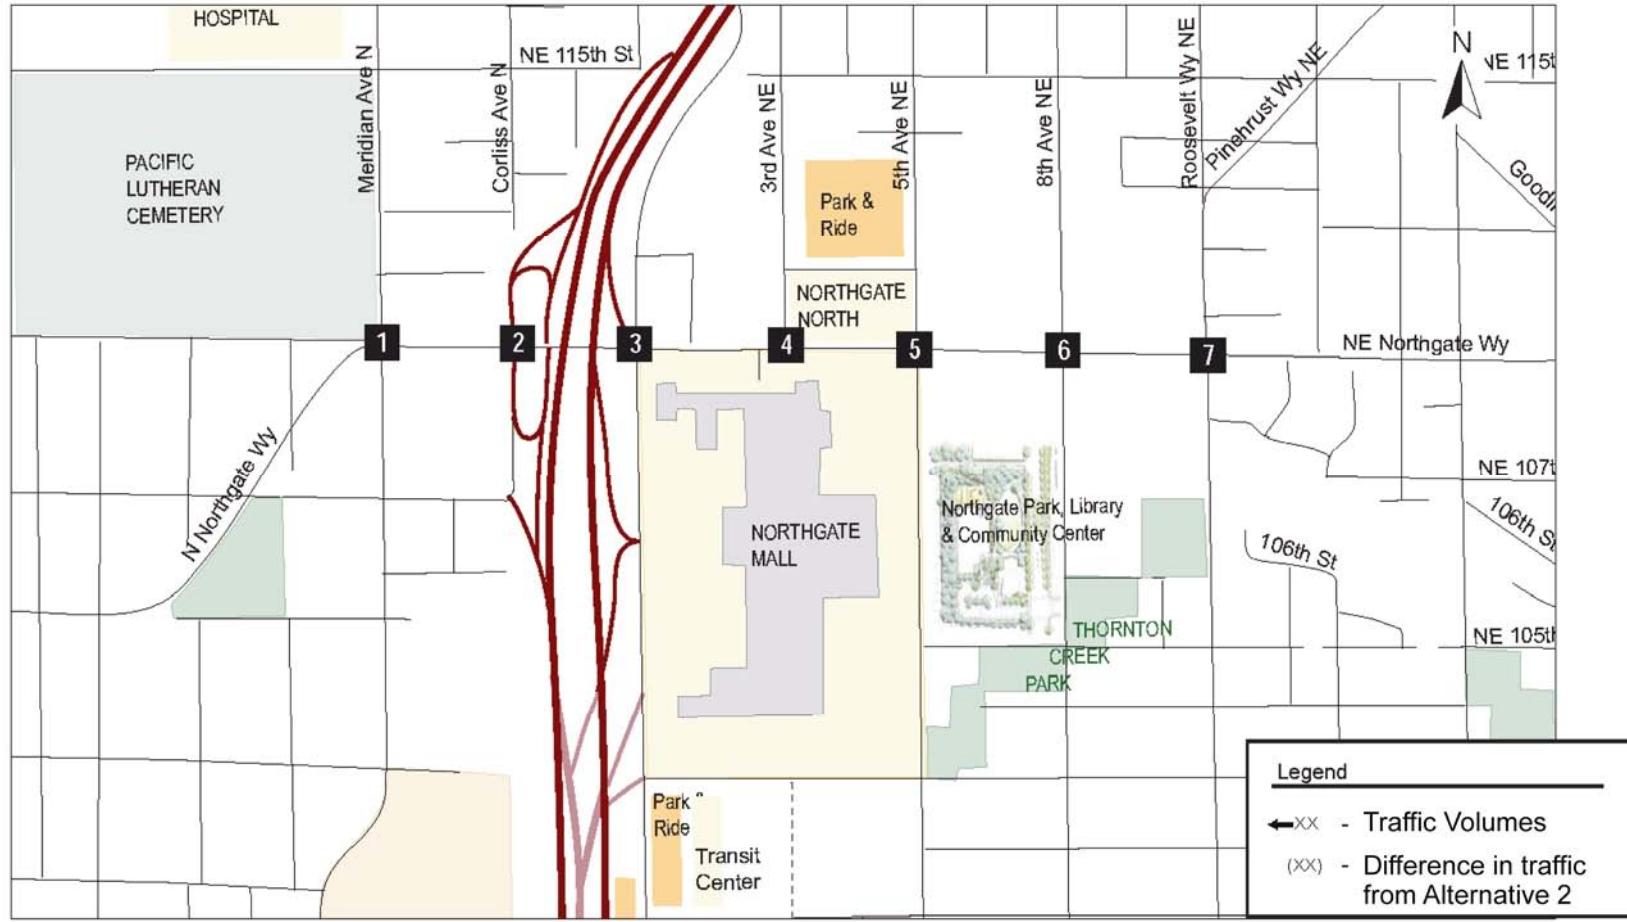 HOSPITAL
NE 115th St
Meridian Ave N
Corliss Ave N
3rd Ave NE
5th Ave NE
8th Ave NE
Roosevelt Wy NE
Pinehrust Wy NE
N
NE 115t
Goodl
PACIFIC
LUTHERAN
CEMETERY
Park &
Ride
NORTHGATE
NORTH
1
2
3
4
5
6
7
NE Northgate Wy
N Northgate Wy
NORTHGATE
MALL
Northgate Park, Library
& Community Center
NE 107t
106th St
106th St
THORNTON
CREEK
PARK
NE 105th
Park &
Ride
Transit
Center
Legend
XX - Traffic Volumes
(XX) - Difference in traffic
from Alternative 2